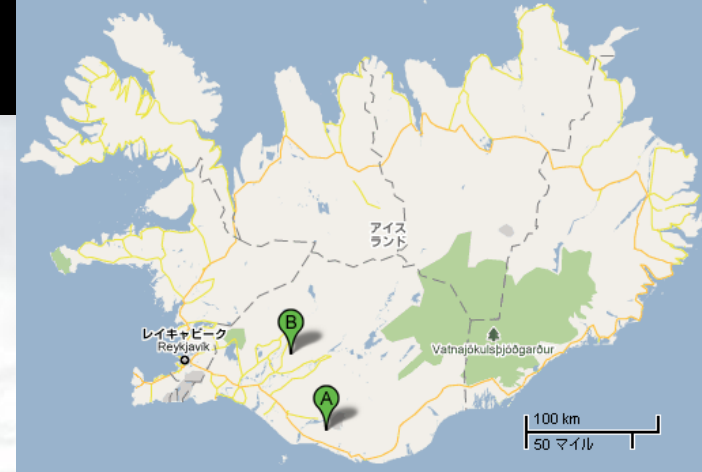 アイス
ランド
B
レイキャビーク
Reykjavík
Vatnajökulsþjóðgarður
A
100 km
50 マイル